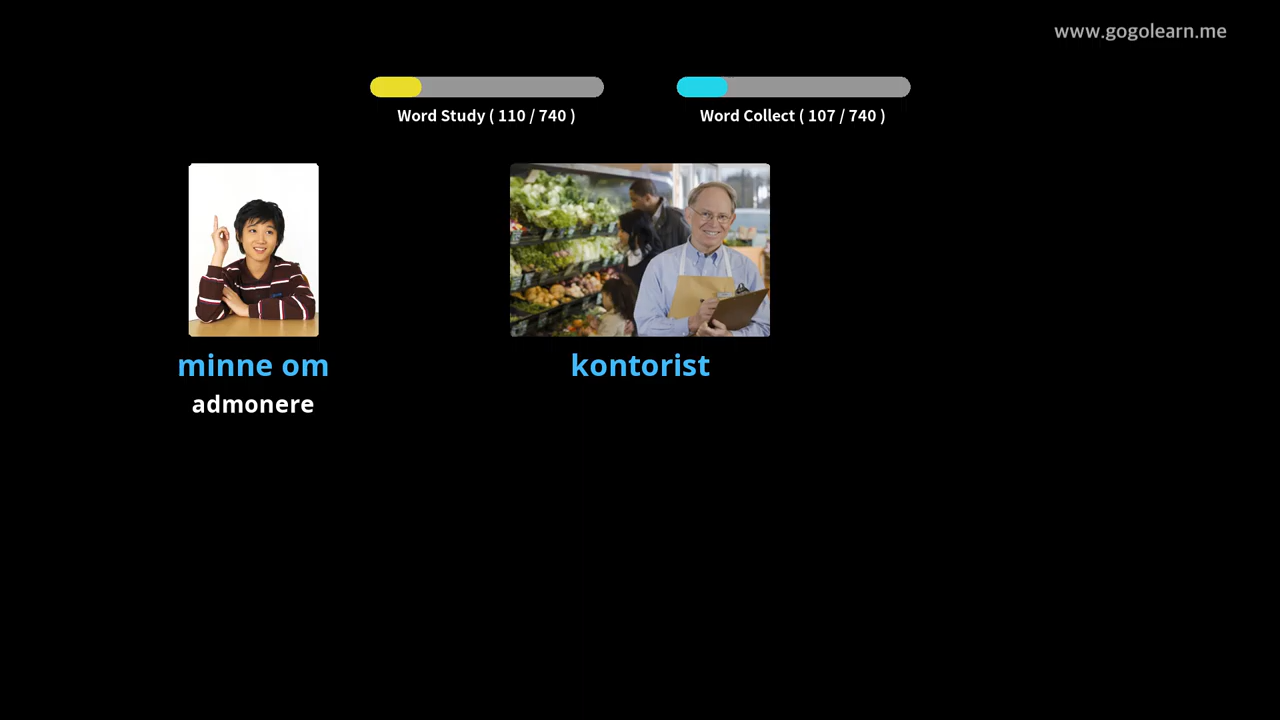 www.gogolearn.me
Word Study ( 110 / 740 )
Word Collect ( 107 / 740 )
minne om
admonere
kontorist